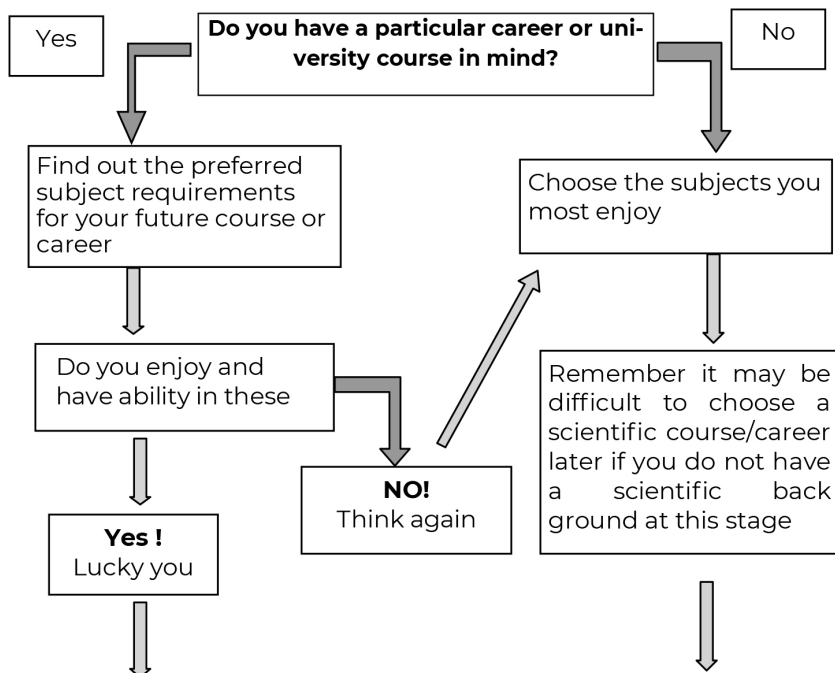 Yes
Do you have a particular career or uni-
versity course in mind?
No
Find out the preferred
subject requirements
for your future course or
career
Choose the subjects you
most enjoy
Do you enjoy and
have ability in these
Remember it may be
difficult to choose a
scientific course/career
later if you do not have
a scientific back
ground at this stage
NO!
Think again
Yes !
Lucky you